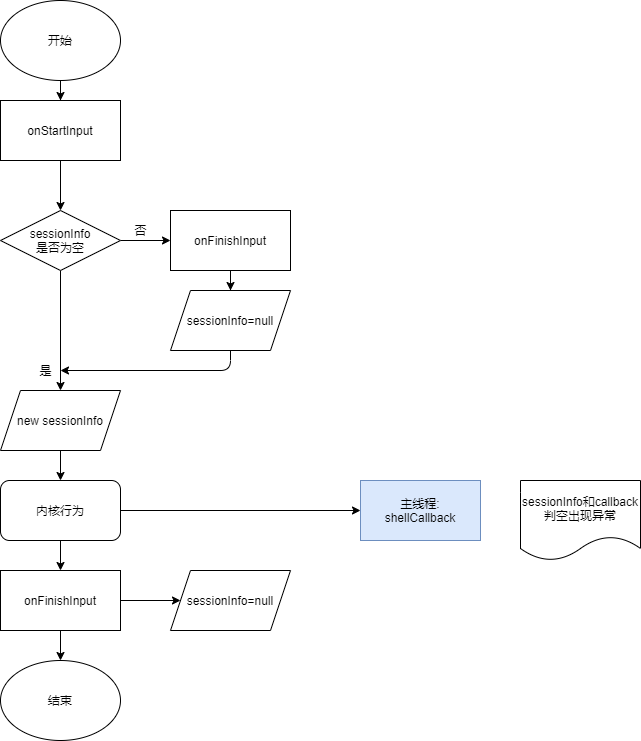 开始
onStartInput
sessionInfo
是否为空
否
onFinishInput
sessionInfo=null
是
new sessionInfo
内核行为
主线程:
shellCallback
sessionInfo和callback
判空出现异常
onFinishInput
sessionInfo=null
结束